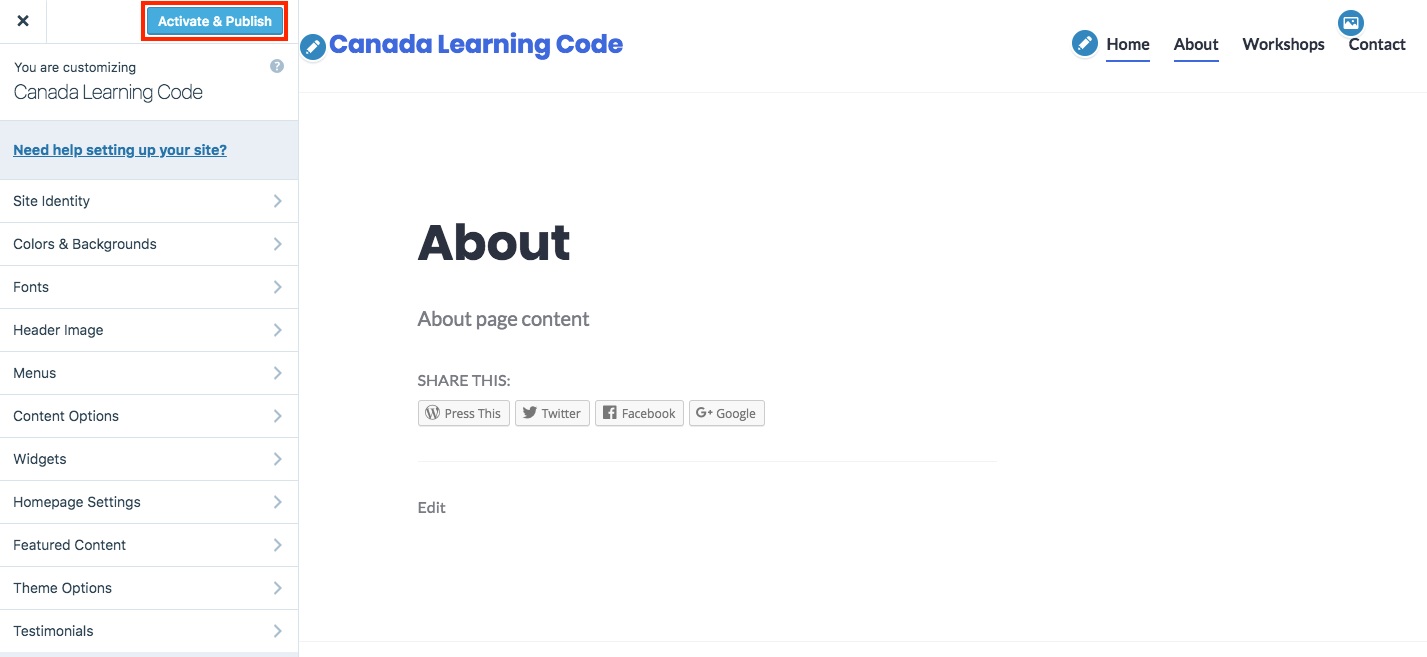 Activate & Publish
You are customizing
Canada Learning Code
Need help setting up your site?
Site Identity
Colors & Backgrounds
Fonts
Header Image
Menus
Content Options
Widgets
Homepage Settings
Featured Content
Theme Options
Testimonials
Canada Learning Code
Home About Workshops Contact
About
About page content
SHARE THIS:
Press This Twitter Facebook Google
Edit